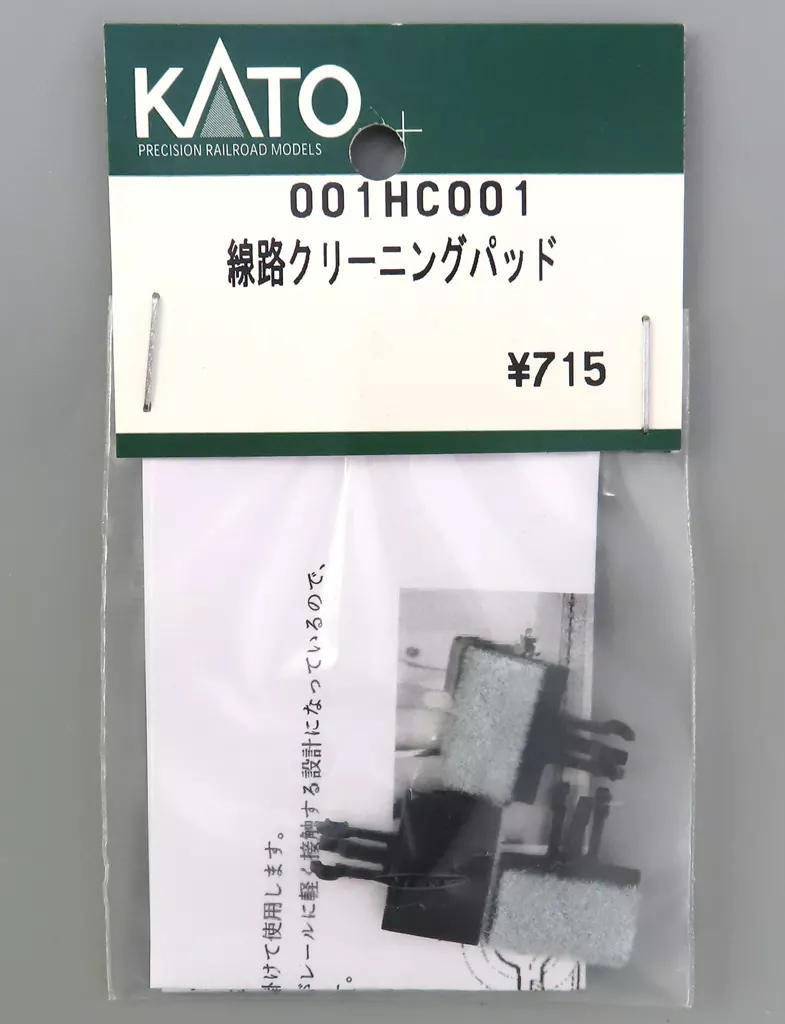 KATO
PRECISION RAILROAD MODELS
001HC001
線路クリーニングパッド
¥715
レールに軽く接触する設計になっているので、
けて使用します。